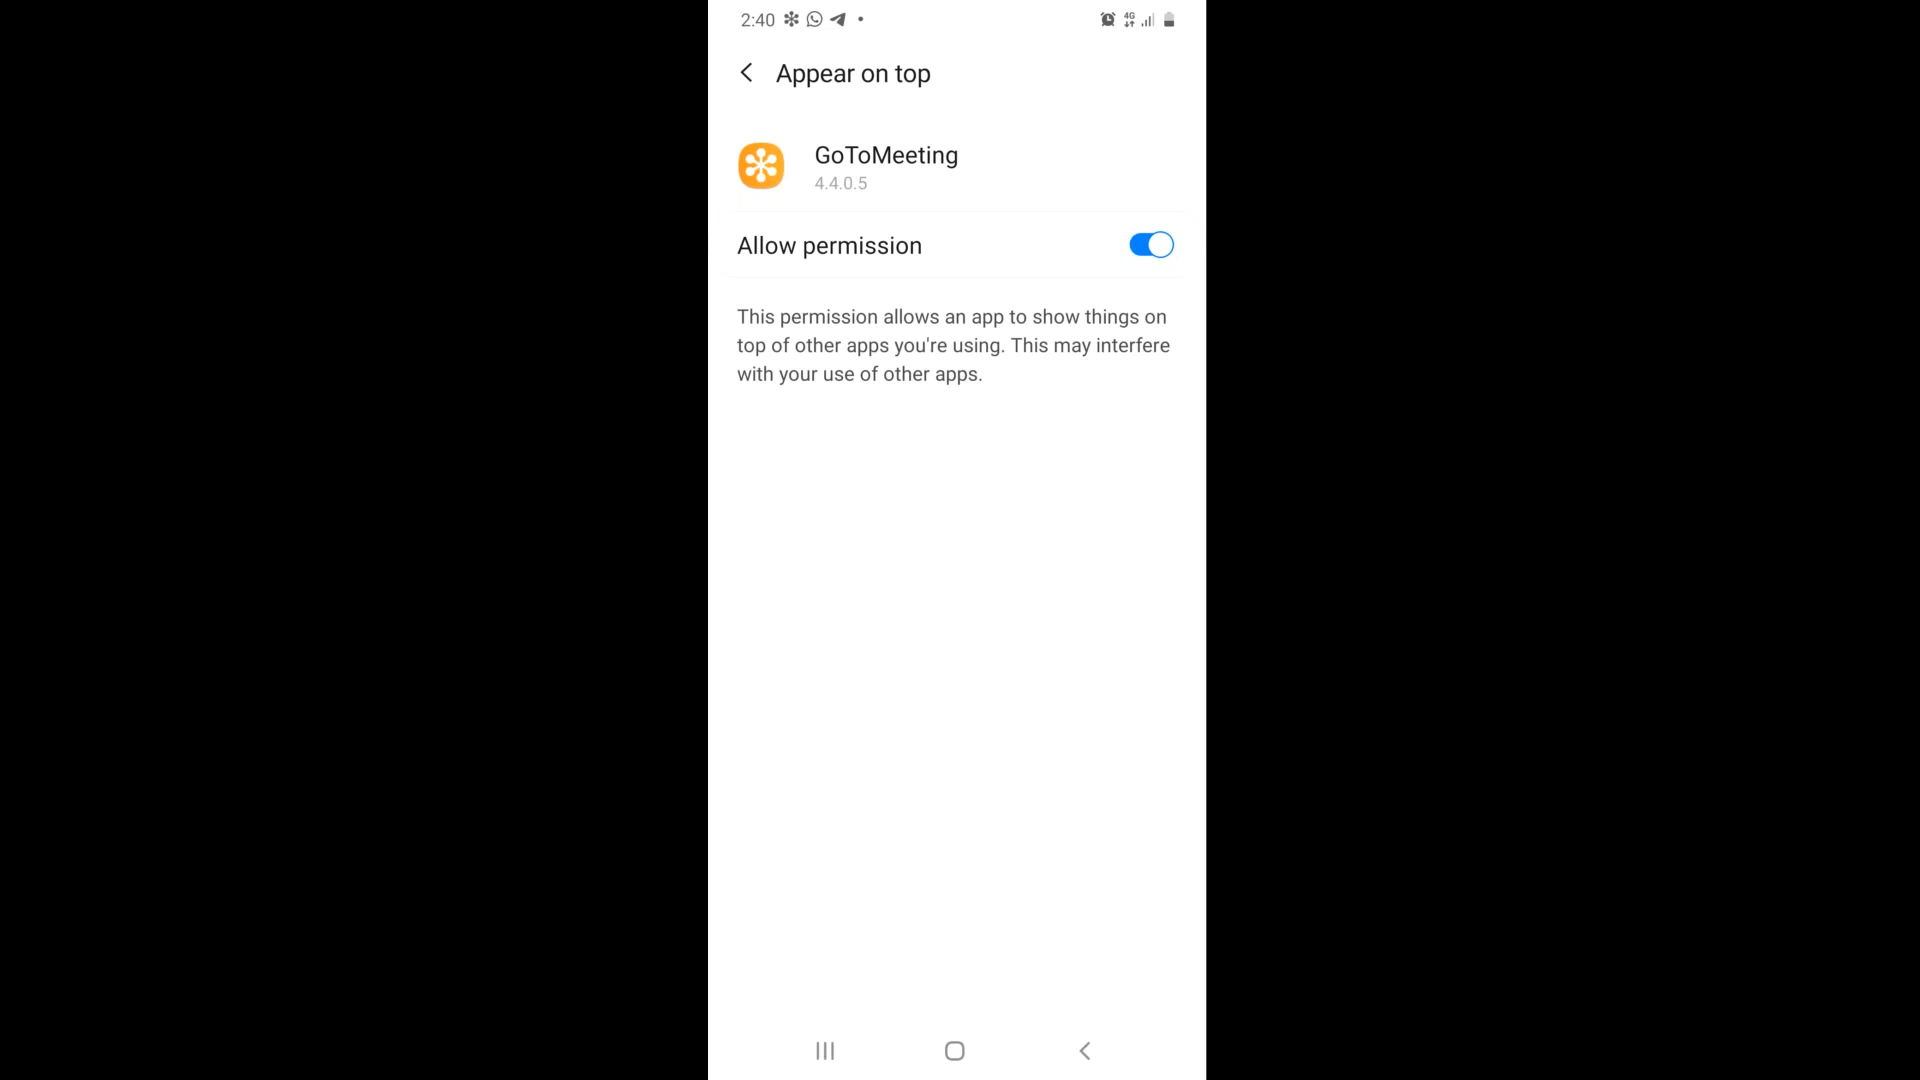 2:40
4G
Appear on top
GoToMeeting
4.4.0.5
Allow permission
This permission allows an app to show things on
top of other apps you're using. This may interfere
with your use of other apps.